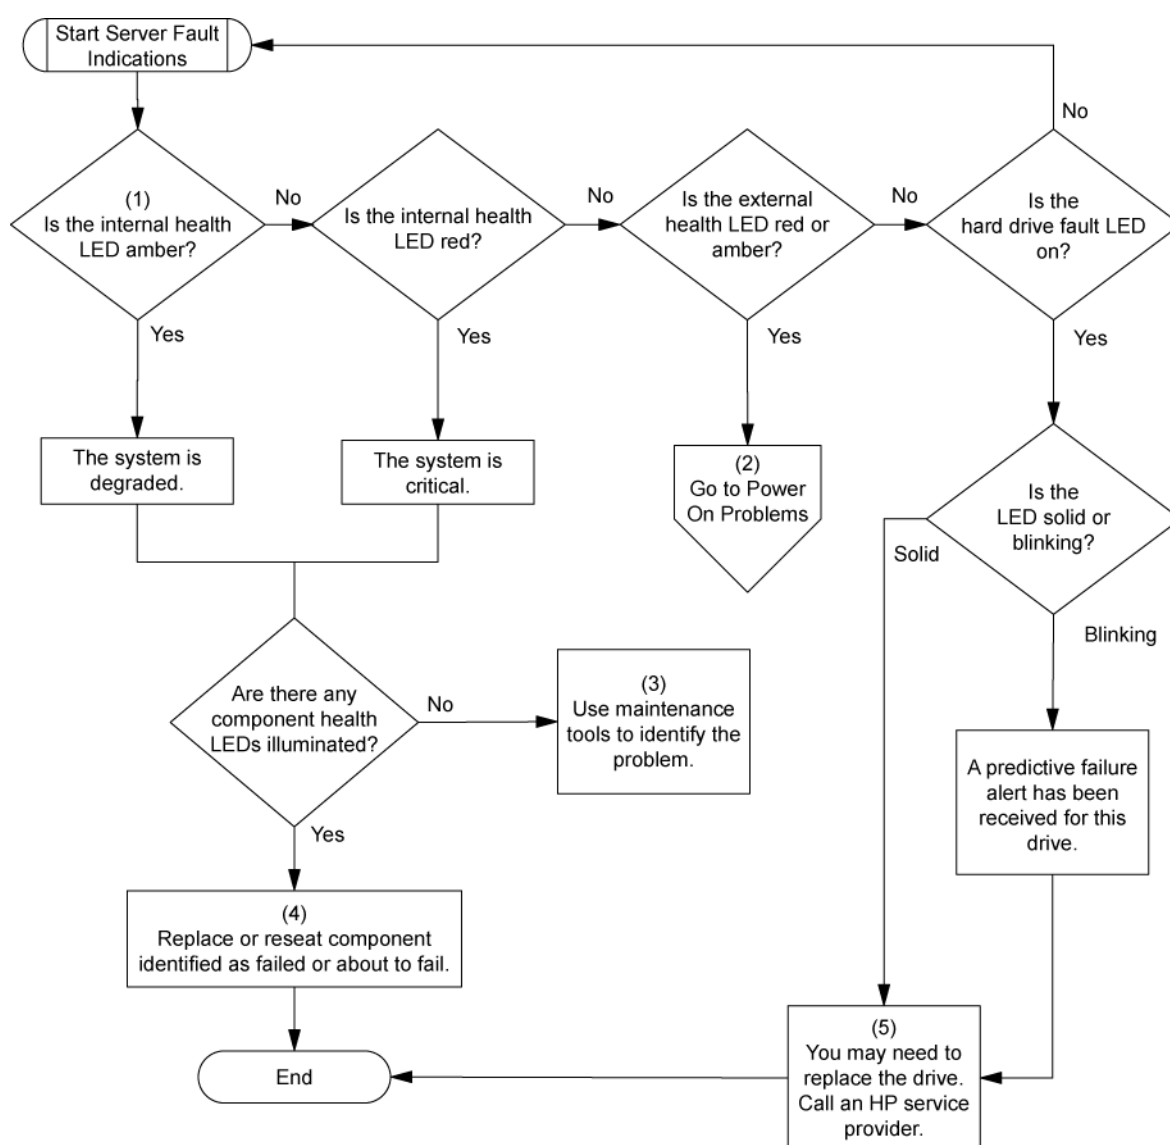 Start Server Fault
Indications
No
(1)
Is the internal health
LED amber?
No
Is the internal health
LED red?
No
Is the external
health LED red or
amber?
No
Is the
hard drive fault LED
on?
Yes
Yes
Yes
Yes
The system is
degraded.
The system is
critical.
(2)
Go to Power
On Problems
Is the
LED solid or
blinking?
Solid
Blinking
Are there any
component health
LEDs illuminated?
No
(3)
Use maintenance
tools to identify the
problem.
A predictive failure
alert has been
received for this
drive.
Yes
(4)
Replace or reseat component
identified as failed or about to fail.
(5)
You may need to
replace the drive.
Call an HP service
provider.
End